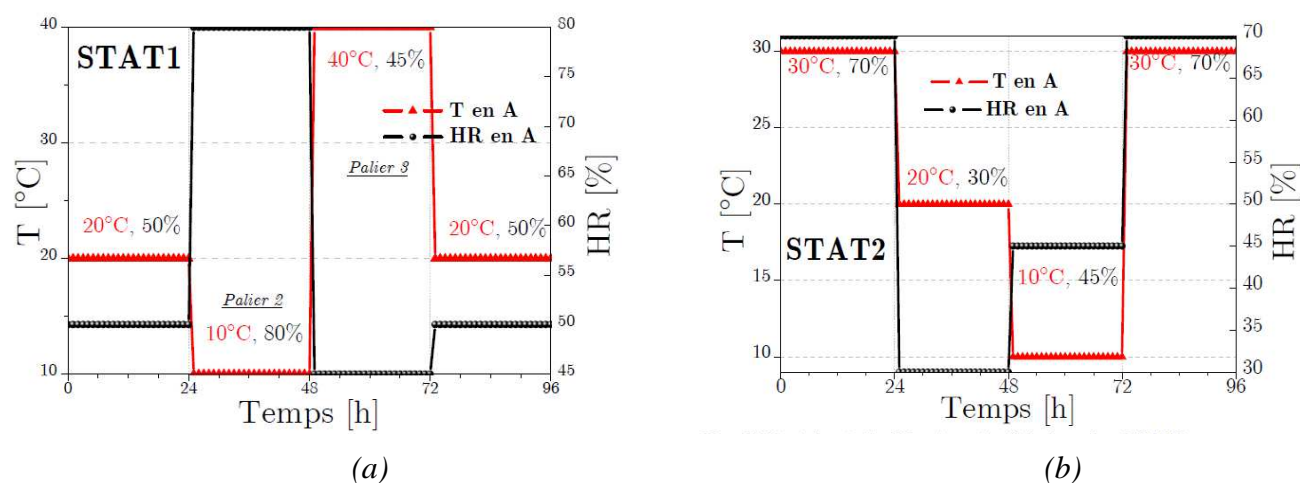 STAT1
40
30
20
10
T [°C]
80
75
70
65
60
55
50
45
HR [%]
40°C, 45%
T en A
HR en A
Palier 3
20°C, 50%
20°C, 50%
Palier 2
10°C, 80%
0
24
48
72
96
Temps [h]
(a)
STAT2
30
25
20
15
10
T [°C]
70
65
60
55
50
45
40
35
30
HR [%]
30°C, 70%
30°C, 70%
T en A
HR en A
20°C, 30%
10°C, 45%
0
24
48
72
96
Temps [h]
(b)